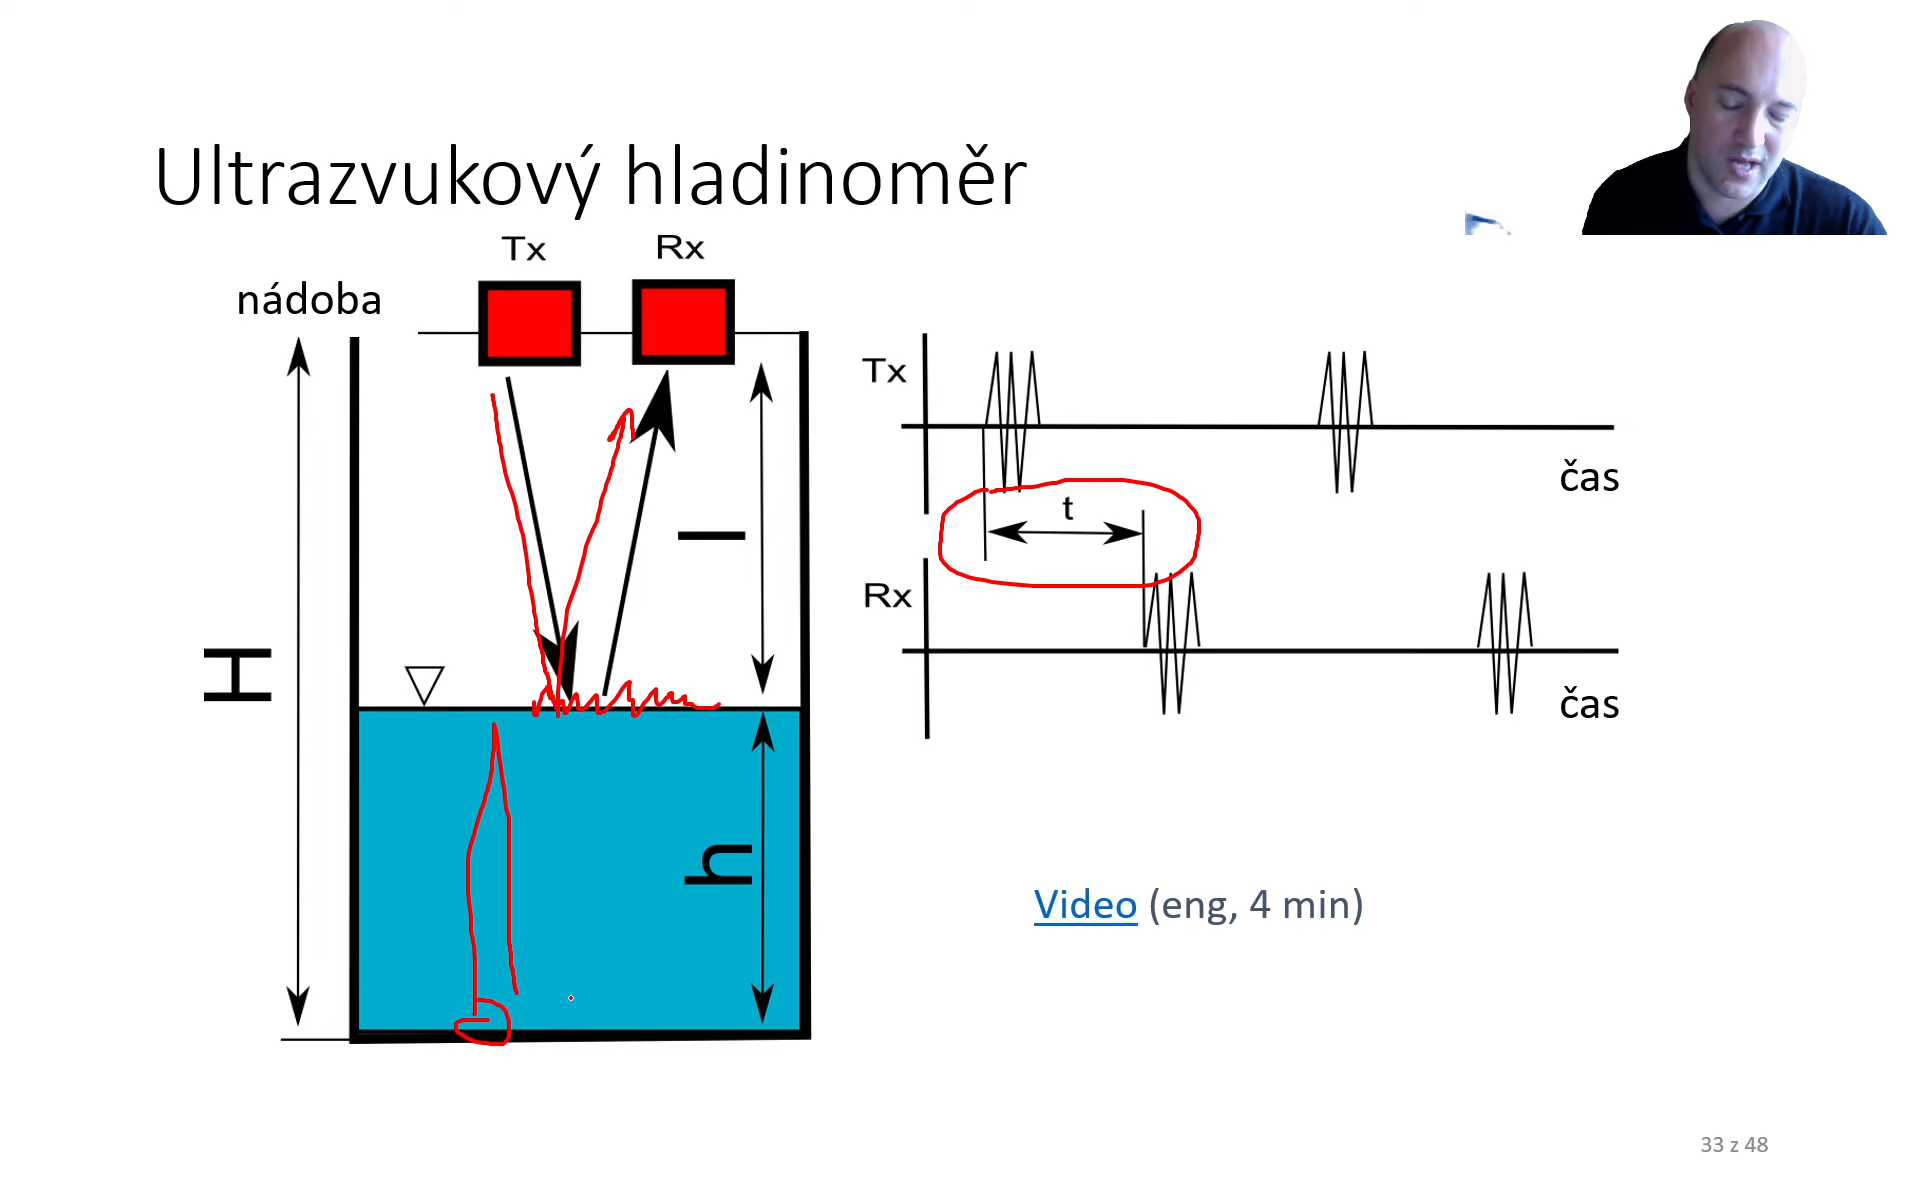 Ultrazvukový hladinoměr
Tx
Rx
nádoba
H
l
h
Tx
čas
t
Rx
čas
Video (eng, 4 min)
33 z 48